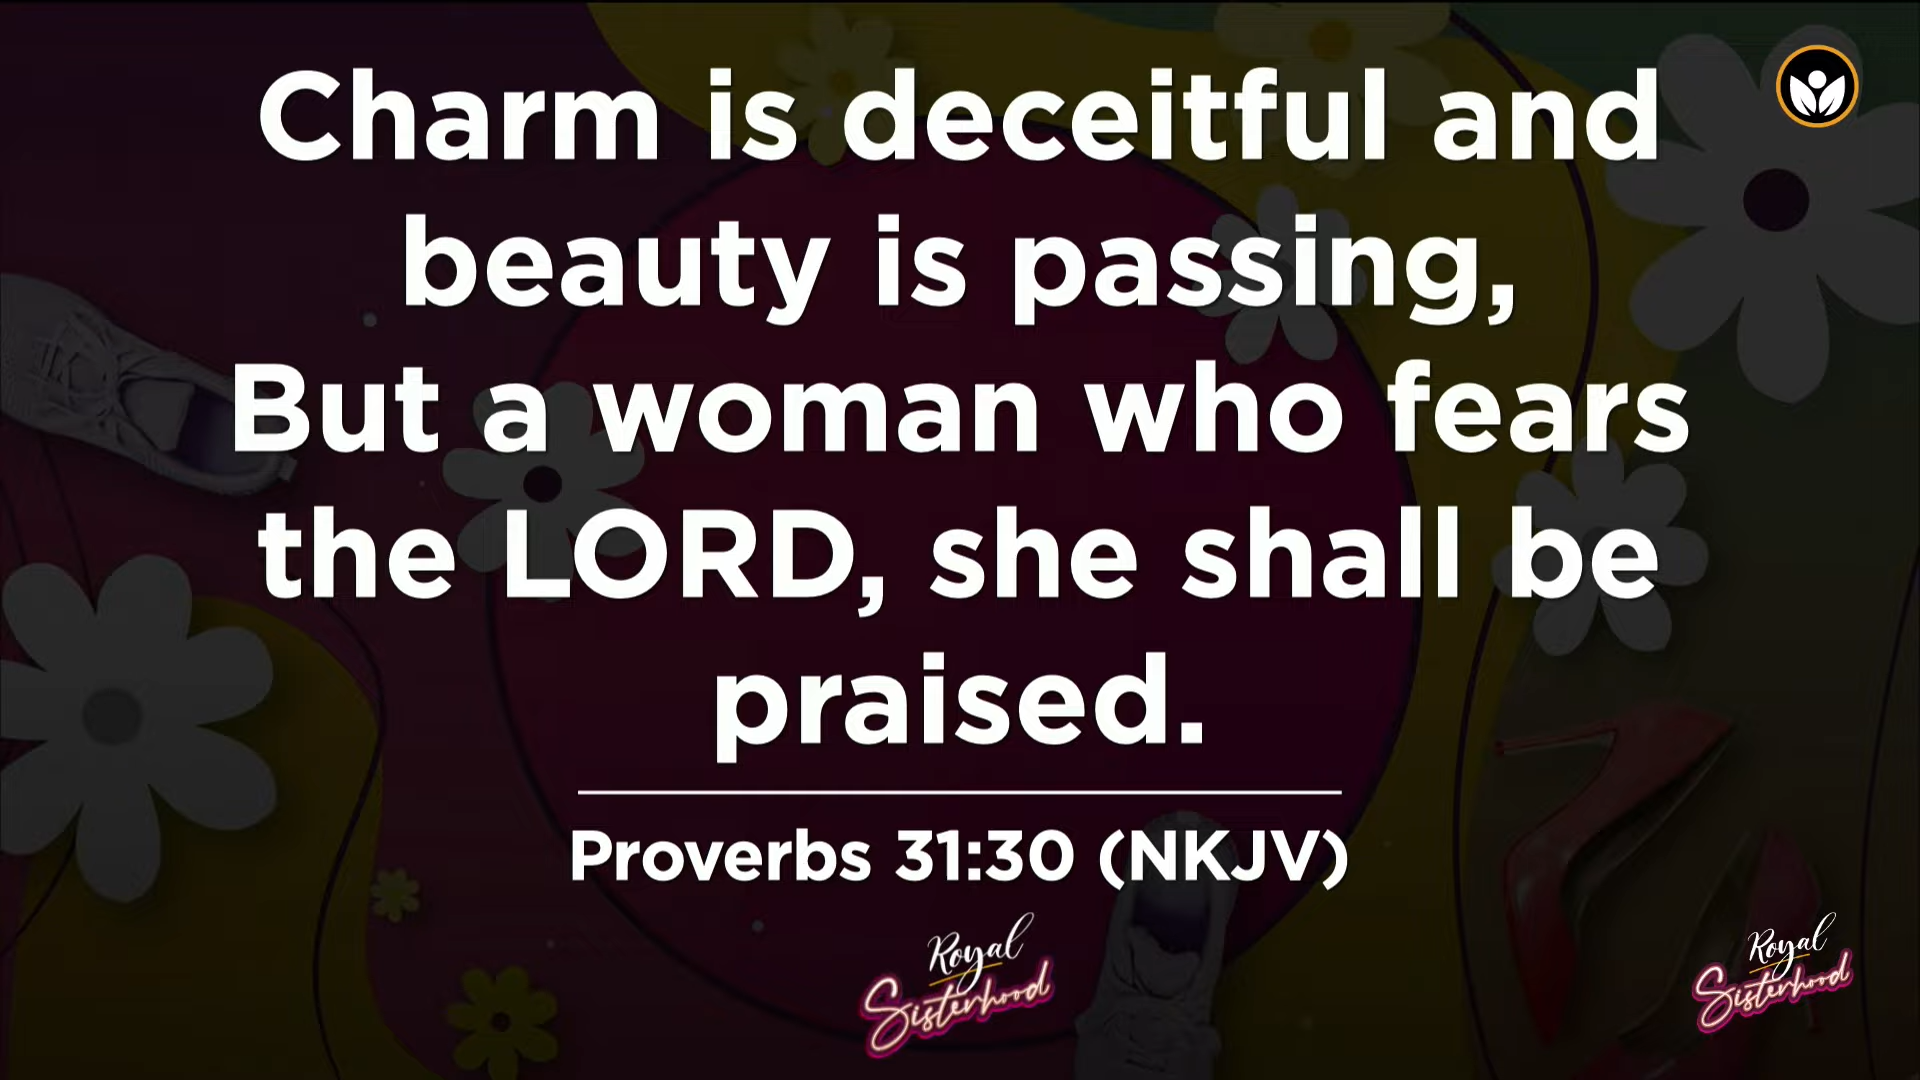 Charm is deceitful and
beauty is passing,
But a woman who fears
the LORD, she shall be
praised.
Proverbs 31:30 (NKJV)
Royal
Sisterhood
Royal
Sisterhood